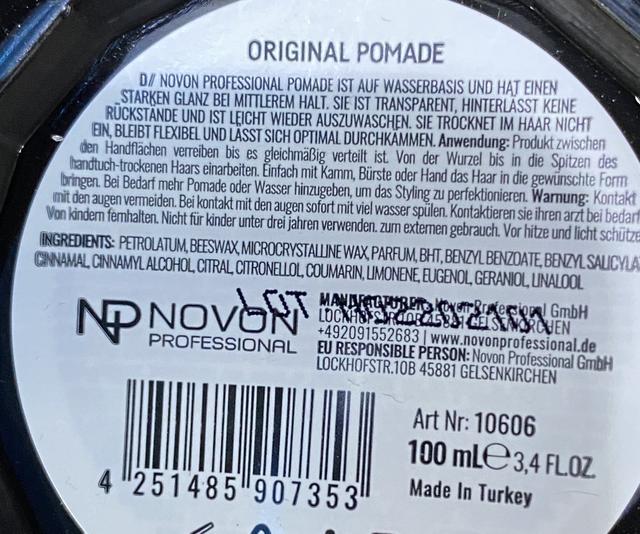 ORIGINAL POMADE
D// NOVON PROFESSIONAL POMADE IST AUF WASSERBASIS UND HAT EINEN
STARKEN GLANZ BEI MITTLEREM HALT. SIE IST TRANSPARENT, HINTERLÄSST KEINE
RÜCKSTÄNDE UND IST LEICHT WIEDER AUSZUWASCHEN. SIE TROCKNET IM HAAR NICHT
EIN, BLEIBT FLEXIBEL UND LÄSST SICH OPTIMAL DURCHKÄMMEN. Anwendung: Produkt zwischen
den Handflächen verreiben bis es gleichmäßig verteilt ist. Von der Wurzel bis in die Spitzen des
handtuch-trockenen Haars einarbeiten. Einfach mit Kamm, Bürste oder Hand das Haar in die gewünschte Form
bringen. Bei Bedarf mehr Pomade oder Wasser hinzugeben, um das Styling zu perfektionieren. Warnung: Kontakt
mit den augen vermeiden. Bei kontakt mit den augen sofort mit viel wasser spülen. Kontaktieren sie ihren arzt bei bedar
Von kindern fernhalten. Nicht für kinder unter drei jahren verwenden. zum externen gebrauch. Vor hitze und licht schütze
INGREDIENTS: PETROLATUM, BEESWAX, MICROCRYSTALLINE WAX, PARFUM, BHT, BENZYL BENZOATE, BENZYL SALICYLA
CINNAMAL, CINNAMYL ALCOHOL, CITRAL, CITRONELLOL, COUMARIN, LIMONENE, EUGENOL, GERANIOL, LINALOOL
NP NOVON
PROFESSIONAL
LOT
MANUFACTURER: Novon Professional GmbH
LOCKHOFSTR.10B 45881 GELSENKIRCHEN
+492091552683 | www.novonprofessional.de
EU RESPONSIBLE PERSON: Novon Professional GmbH
LOCKHOFSTR.10B 45881 GELSENKIRCHEN
4 251485 907353
Art Nr: 10606
100 mL e 3,4 FL.OZ.
Made In Turkey